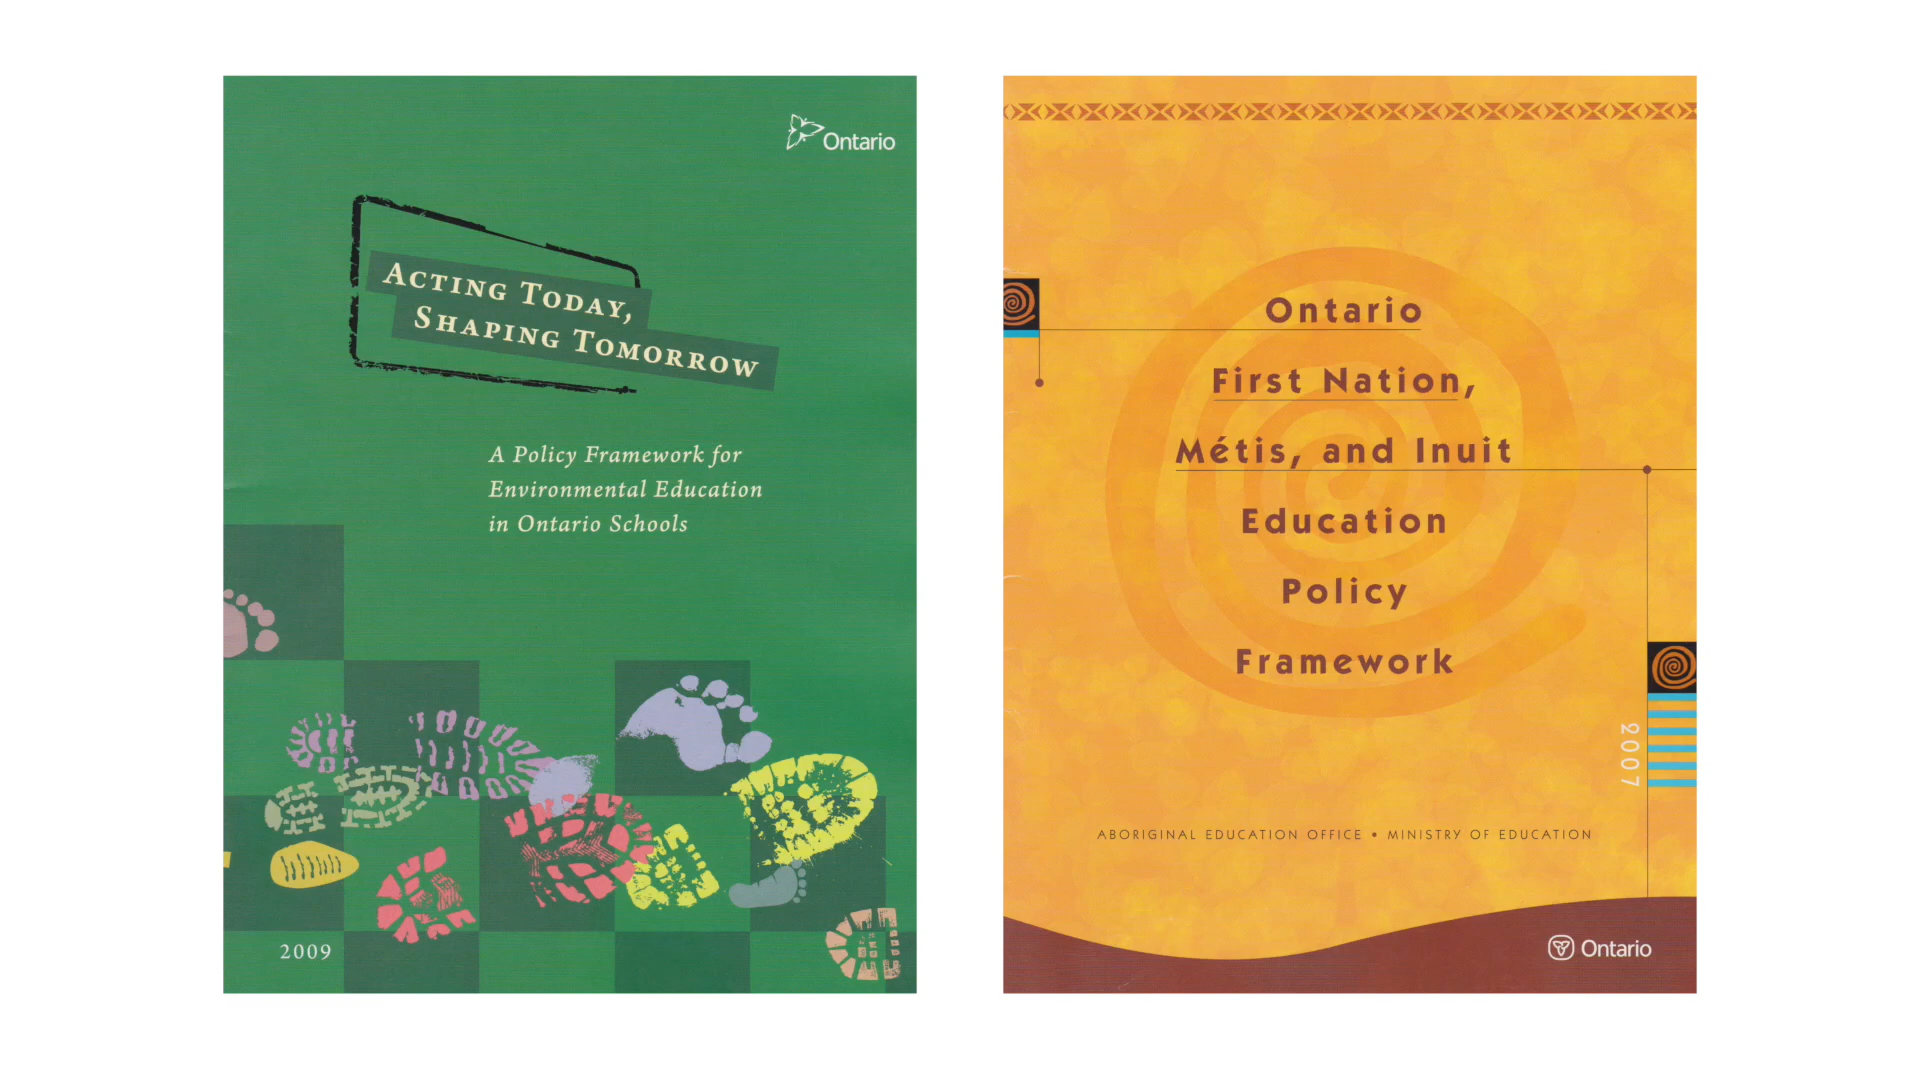 Ontario
ACTING TODAY,
SHAPING TOMORROW
A Policy Framework for
Environmental Education
in Ontario Schools
2009
Ontario
First Nation,
Métis, and Inuit
Education
Policy
Framework
2007
ABORIGINAL EDUCATION OFFICE • MINISTRY OF EDUCATION
Ontario